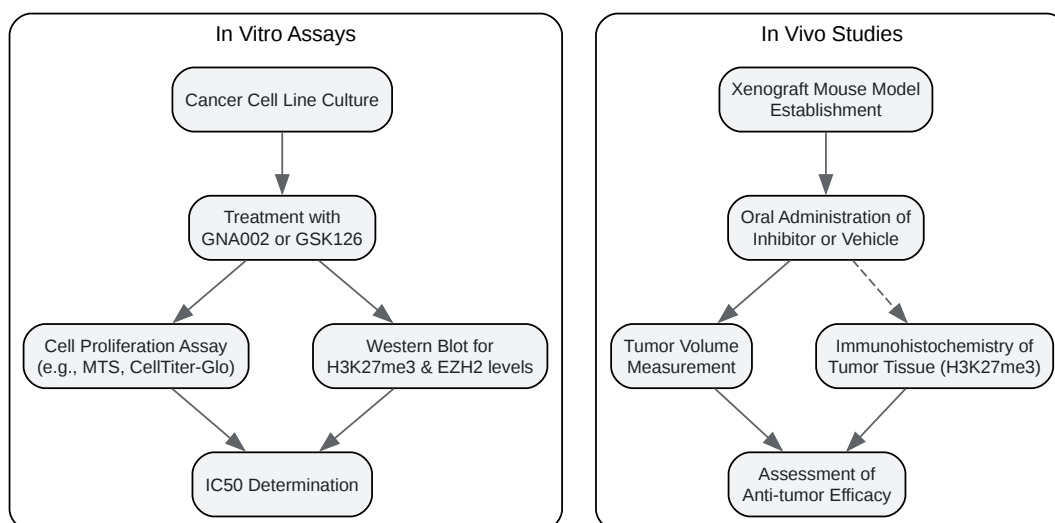 In Vitro Assays
Cancer Cell Line Culture
Treatment with
GNA002 or GSK126
Cell Proliferation Assay
(e.g., MTS, CellTiter-Glo)
Western Blot for
H3K27me3 & EZH2 levels
IC50 Determination
In Vivo Studies
Xenograft Mouse Model
Establishment
Oral Administration of
Inhibitor or Vehicle
Tumor Volume
Measurement
Immunohistochemistry of
Tumor Tissue (H3K27me3)
Assessment of
Anti-tumor Efficacy